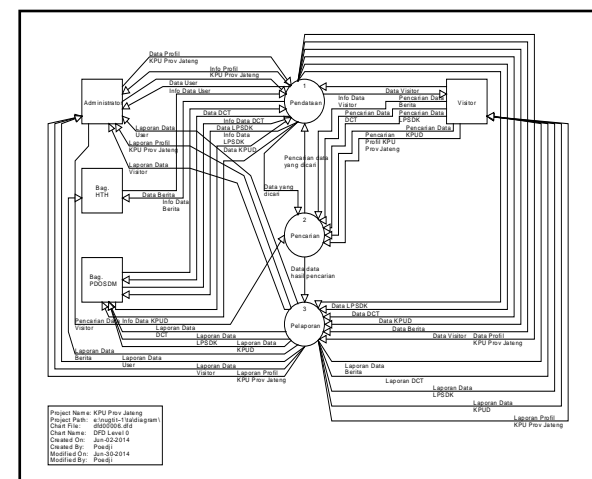 Data Profil
KPU Prov Jateng
Info Profil
KPU Prov Jateng
Data User
Info Data User
Administrator
1
Pendataan
Data Visitor
Info Data
Visitor
Pencarian Data
Berita
Pencarian Data
DCT
Pencarian Data
LPSDK
Pencarian Data
KPUD
Pencarian
Profil KPU
Prov Jateng
Visitor
Data DCT
Info DCT
Data LPSDK
Info Data
LPSDK
Data KPUD
Laporan Data
User
Laporan Profil
KPU Prov Jateng
Laporan Data
Visitor
Pencarian data
yang dicari
Bag.
HTH
Data Berita
Info Data
Berita
Data yang
dicari
2
Pencarian
Bag.
PDOSDM
Data data
hasil pencarian
3
Pelaporan
Pencarian Data
Visitor
Info Data KPUD
Laporan Data
DCT
Laporan Data
LPSDK
Laporan Data
KPUD
Laporan Data
Berita
Laporan Data
User
Laporan Data
Visitor
Laporan Profil
KPU Prov Jateng
Data LPSDK
Data DCT
Data KPUD
Data Berita
Data Visitor
Data Profil
KPU Prov Jateng
Laporan Data
Berita
Laporan DCT
Laporan Data
LPSDK
Laporan Data
KPUD
Laporan Profil
KPU Prov Jateng
Project Name: KPU Prov Jateng
Project Path: e:\nugtil~1\ta\diagram\
Chart File: dfd00006.dfd
Chart Name: DFD Level 0
Created On: Jun-02-2014
Created By: Poedji
Modified On: Jun-30-2014
Modified By: Poedji